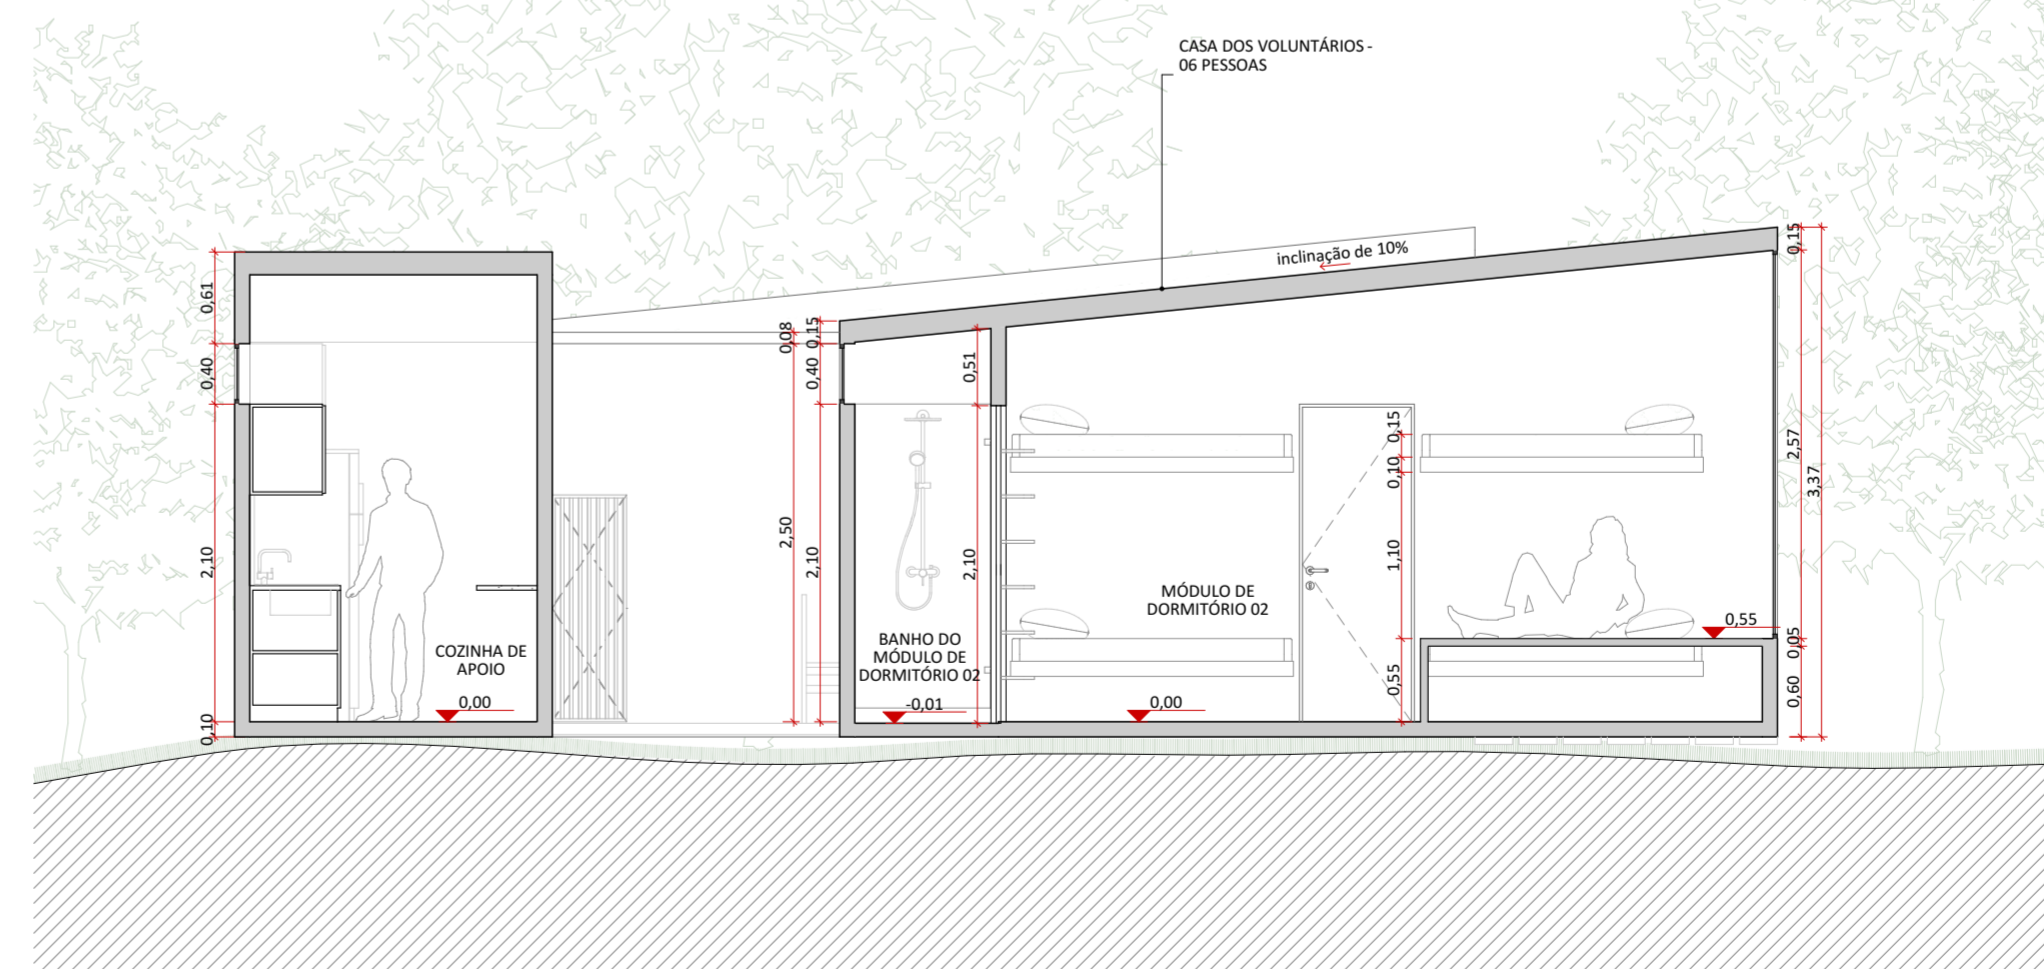 CASA DOS VOLUNTÁRIOS -
06 PESSOAS
inclinação de 10%
0,61
0,40
2,10
0,10
COZINHA DE
APOIO
0,00
0,08
2,50
0,15
0,40
2,10
0,51
2,10
BANHO DO
MÓDULO DE
DORMITÓRIO 02
-0,01
MÓDULO DE
DORMITÓRIO 02
0,00
0,15
0,10
1,10
0,55
0,55
0,15
2,57
0,05
0,60
3,37